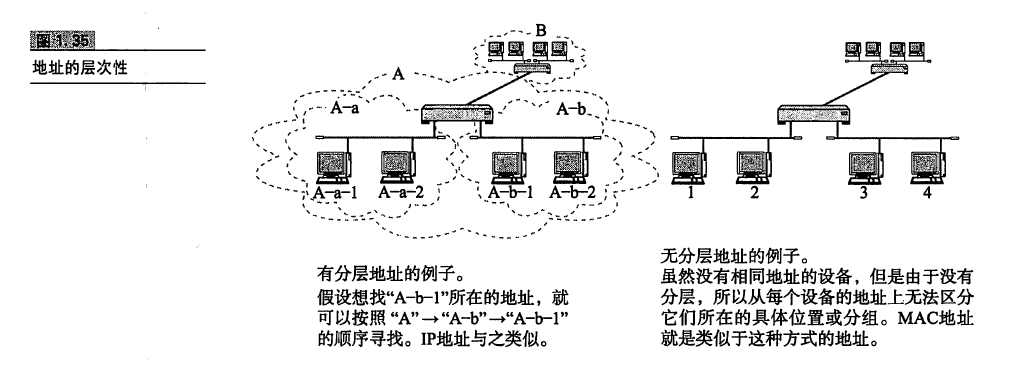 图1.35
地址的层次性
B
A
A-a
A-b
A-a-1
A-a-2
A-b-1
A-b-2
1
2
3
4
有分层地址的例子。
假设想找“A-b-1”所在的地址，就
可以按照 “A”→“A-b”→“A-b-1”
的顺序寻找。IP地址与之类似。
无分层地址的例子。
虽然没有相同地址的设备，但是由于没有
分层，所以从每个设备的地址上无法区分
它们所在的具体位置或分组。MAC地址
就是类似于这种方式的地址。